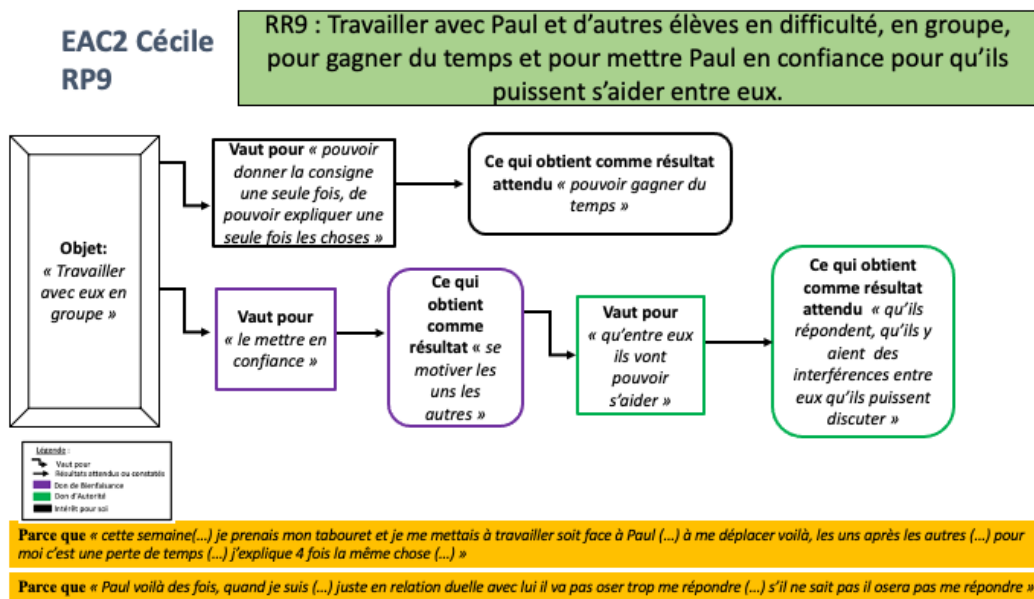 EAC2 Cécile
RP9
RR9 : Travailler avec Paul et d'autres élèves en difficulté, en groupe,
pour gagner du temps et pour mettre Paul en confiance pour qu'ils
puissent s'aider entre eux.
Objet:
« Travailler
avec eux en
groupe »
Vaut pour « pouvoir
donner la consigne
une seule fois, de
pouvoir expliquer une
seule fois les choses »
Ce qui obtient comme résultat
attendu « pouvoir gagner du
temps »
Vaut pour
« le mettre en
confiance »
Ce qui
obtient
comme
résultat « se
motiver les
uns les
autres »
Vaut pour
« qu'entre eux
ils vont
pouvoir
s'aider »
Ce qui obtient
comme résultat
attendu « qu'ils
répondent, qu'ils y
aient des
interférences entre
eux qu'ils puissent
discuter »
Légende :
Vaut pour
Résultats attendus ou constatés
Don de Bienfaisance
Don d'Autorité
Intérêt pour soi
Parce que « cette semaine(...) je prenais mon tabouret et je me mettais à travailler soit face à Paul (...) à me déplacer voilà, les uns après les autres (...) pour
moi c'est une perte de temps (...) j'explique 4 fois la même chose (...) »
Parce que « Paul voilà des fois, quand je suis (...) juste en relation duelle avec lui il va pas oser trop me répondre (...) s'il ne sait pas il osera pas me répondre »